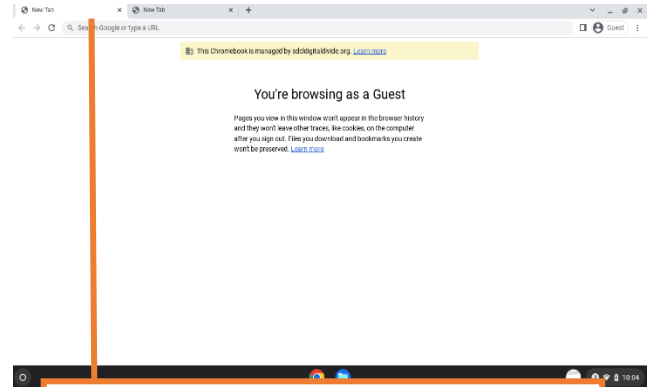 New Tab New Tab
Search Google or type a URL Guest
This Chromebook is managed by sdcddigitaldivide.org. Learn more
You're browsing as a Guest
Pages you view in this window won't appear in the browser history
and they won't leave other traces, like cookies, on the computer
after you sign out. Files you download and bookmarks you create
won't be preserved. Learn more
10:04